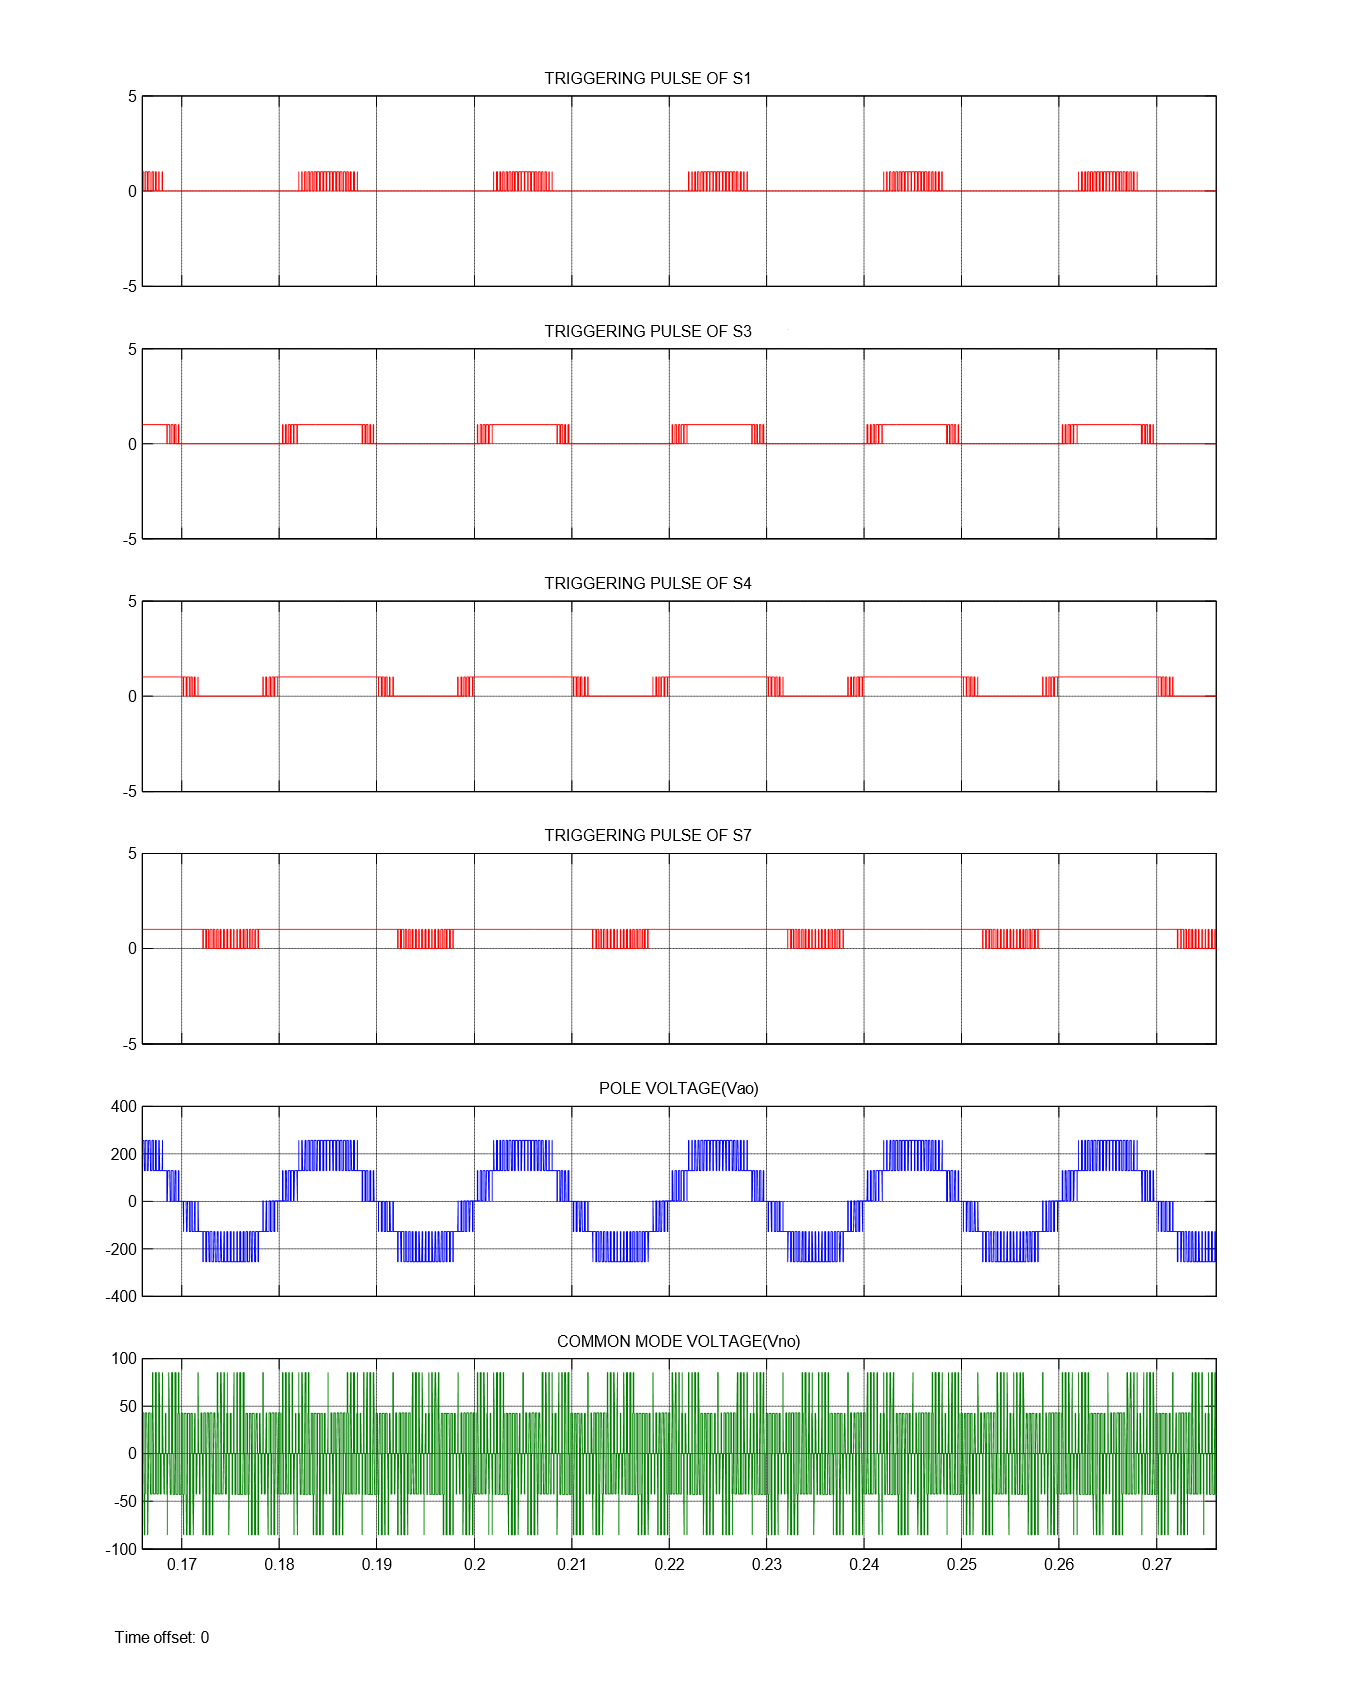 TRIGGERING PULSE OF S1
5
0
-5
TRIGGERING PULSE OF S3
5
0
-5
TRIGGERING PULSE OF S4
5
0
-5
TRIGGERING PULSE OF S7
5
0
-5
POLE VOLTAGE(Vao)
400
200
0
-200
-400
COMMON MODE VOLTAGE(Vno)
100
50
0
-50
-100
0.17 0.18 0.19 0.2 0.21 0.22 0.23 0.24 0.25 0.26 0.27
Time offset: 0